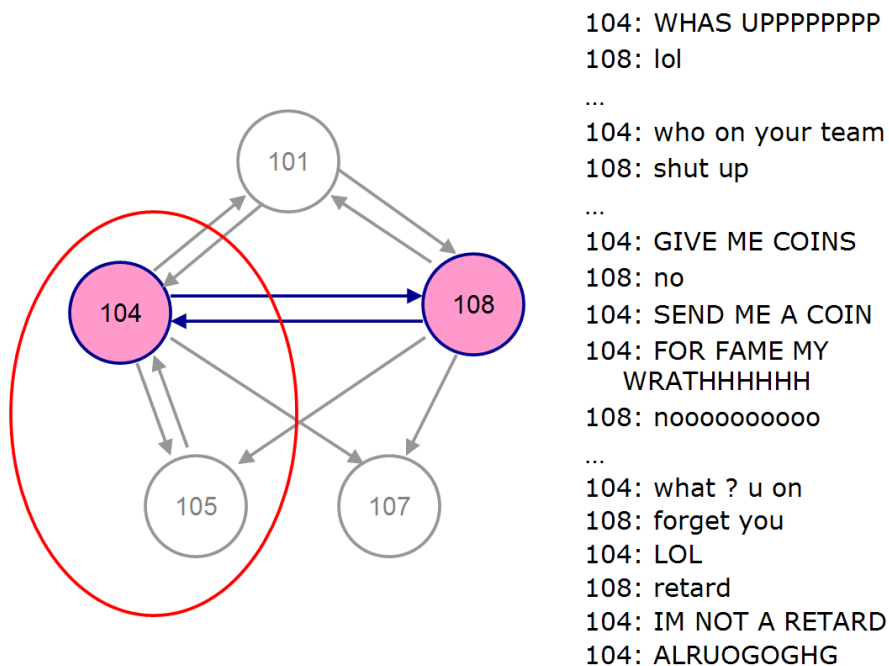 101
104
108
105
107
104: WHAS UPPPPPPPP
108: lol
…
104: who on your team
108: shut up
…
104: GIVE ME COINS
108: no
104: SEND ME A COIN
104: FOR FAME MY
WRATHHHHHH
108: noooooooooo
…
104: what ? u on
108: forget you
104: LOL
108: retard
104: IM NOT A RETARD
104: ALRUOGOGHG